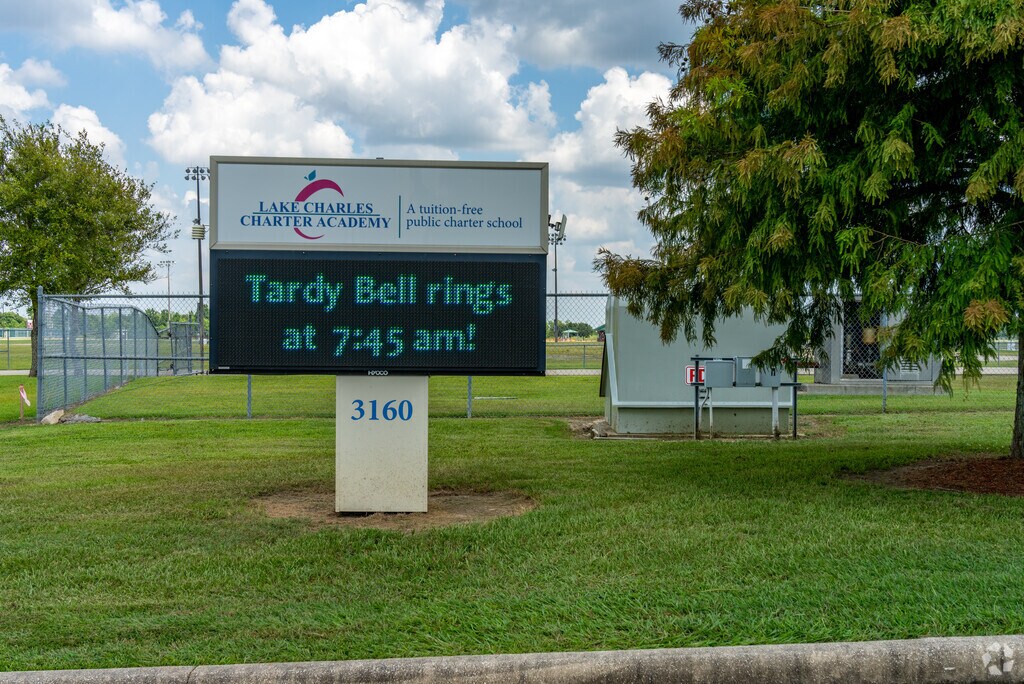 LAKE CHARLES
CHARTER ACADEMY
A tuition-free
public charter school
Tardy Bell rings
at 7:45 am!
3160